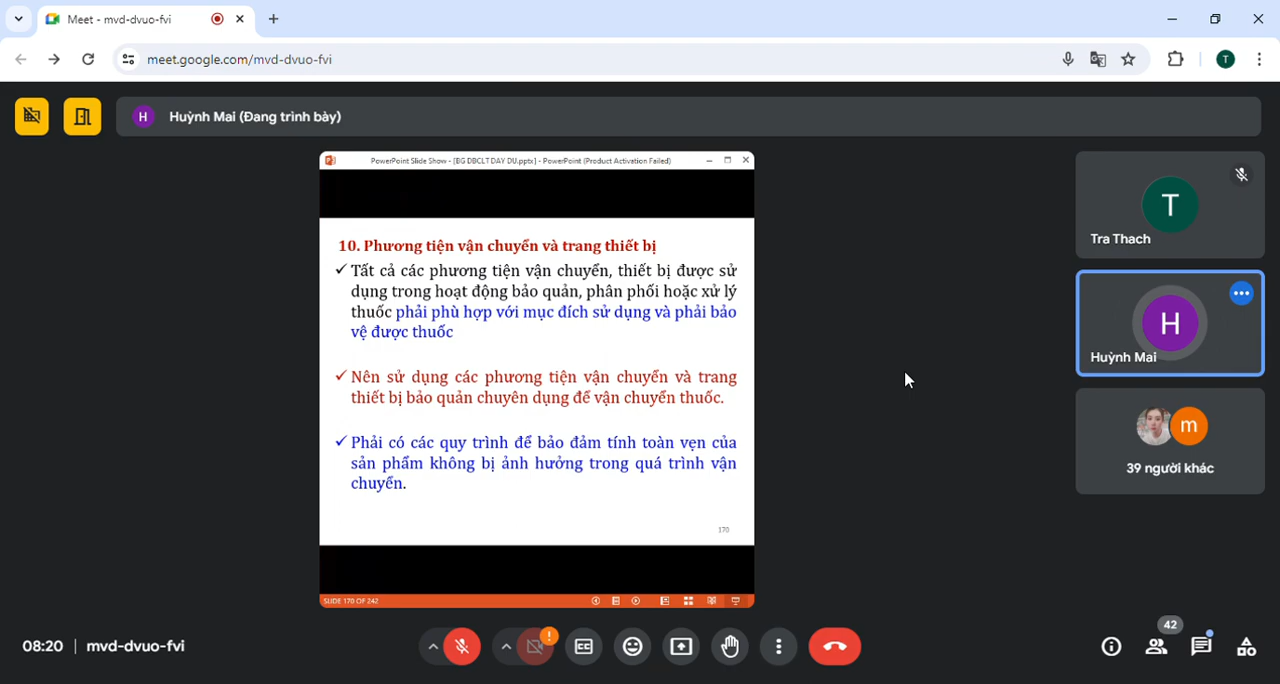 Meet - mvd-dvuo-fvi
meet.google.com/mvd-dvuo-fvi
T
H
Huỳnh Mai (Đang trình bày)
PowerPoint Slide Show - [BG DBCLT DAY DU.pptx] - PowerPoint (Product Activation Failed)
10. Phương tiện vận chuyển và trang thiết bị
✓ Tất cả các phương tiện vận chuyển, thiết bị được sử
dụng trong hoạt động bảo quản, phân phối hoặc xử lý
thuốc phải phù hợp với mục đích sử dụng và phải bảo
vệ được thuốc
✓ Nên sử dụng các phương tiện vận chuyển và trang
thiết bị bảo quản chuyên dụng để vận chuyển thuốc.
✓ Phải có các quy trình để bảo đảm tính toàn vẹn của
sản phẩm không bị ảnh hưởng trong quá trình vận
chuyển.
170
SLIDE 170 OF 242
T
Tra Thach
H
Huỳnh Mai
m
39 người khác
08:20 | mvd-dvuo-fvi
42